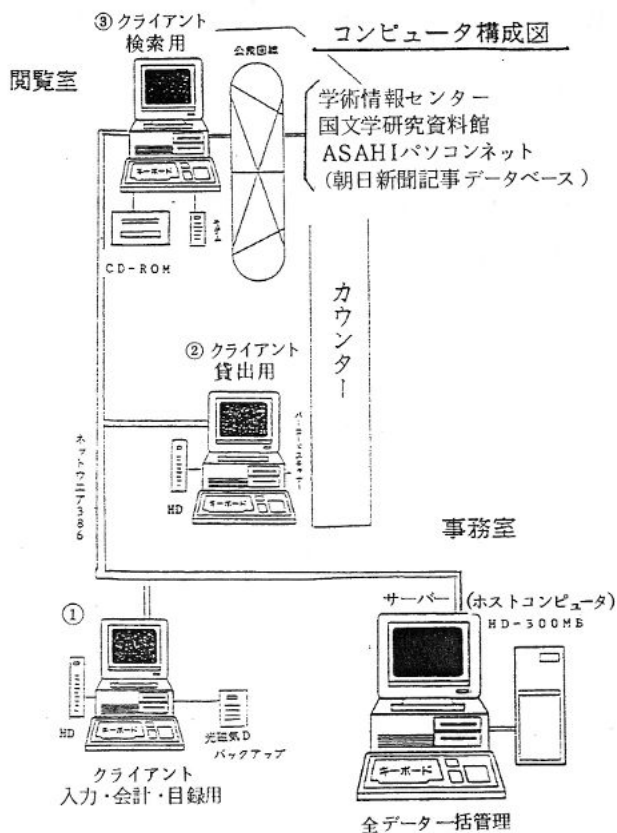 コンピュータ構成図
③ クライアント
検索用
公衆回線
閲覧室
学術情報センター
国文学研究資料館
ASAHIパソコンネット
(朝日新聞記事データベース)
キーボード
モデム
CD-ROM
カウンター
② クライアント
貸出用
バーコードスキャナー
HD
キーボード
ネットウエア386
事務室
①
サーバー (ホストコンピュータ)
HD-300MB
HD
キーボード
光磁気D
バックアップ
クライアント
入力・会計・目録用
キーボード
全データ一括管理